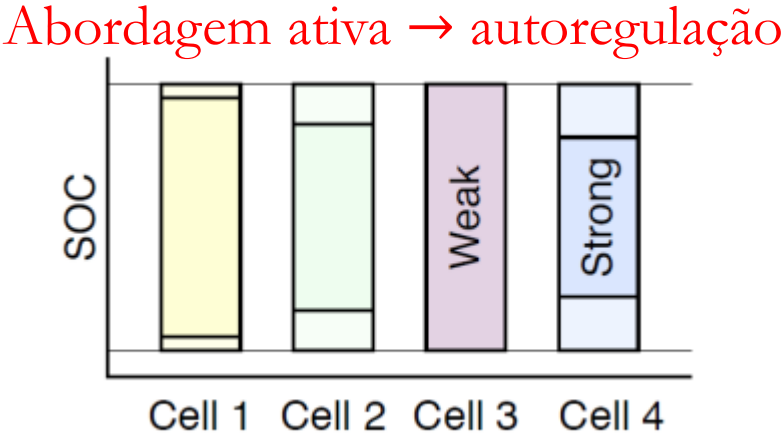 Abordagem ativa → autoregulação
SOC
Weak
Strong
Cell 1 Cell 2 Cell 3 Cell 4